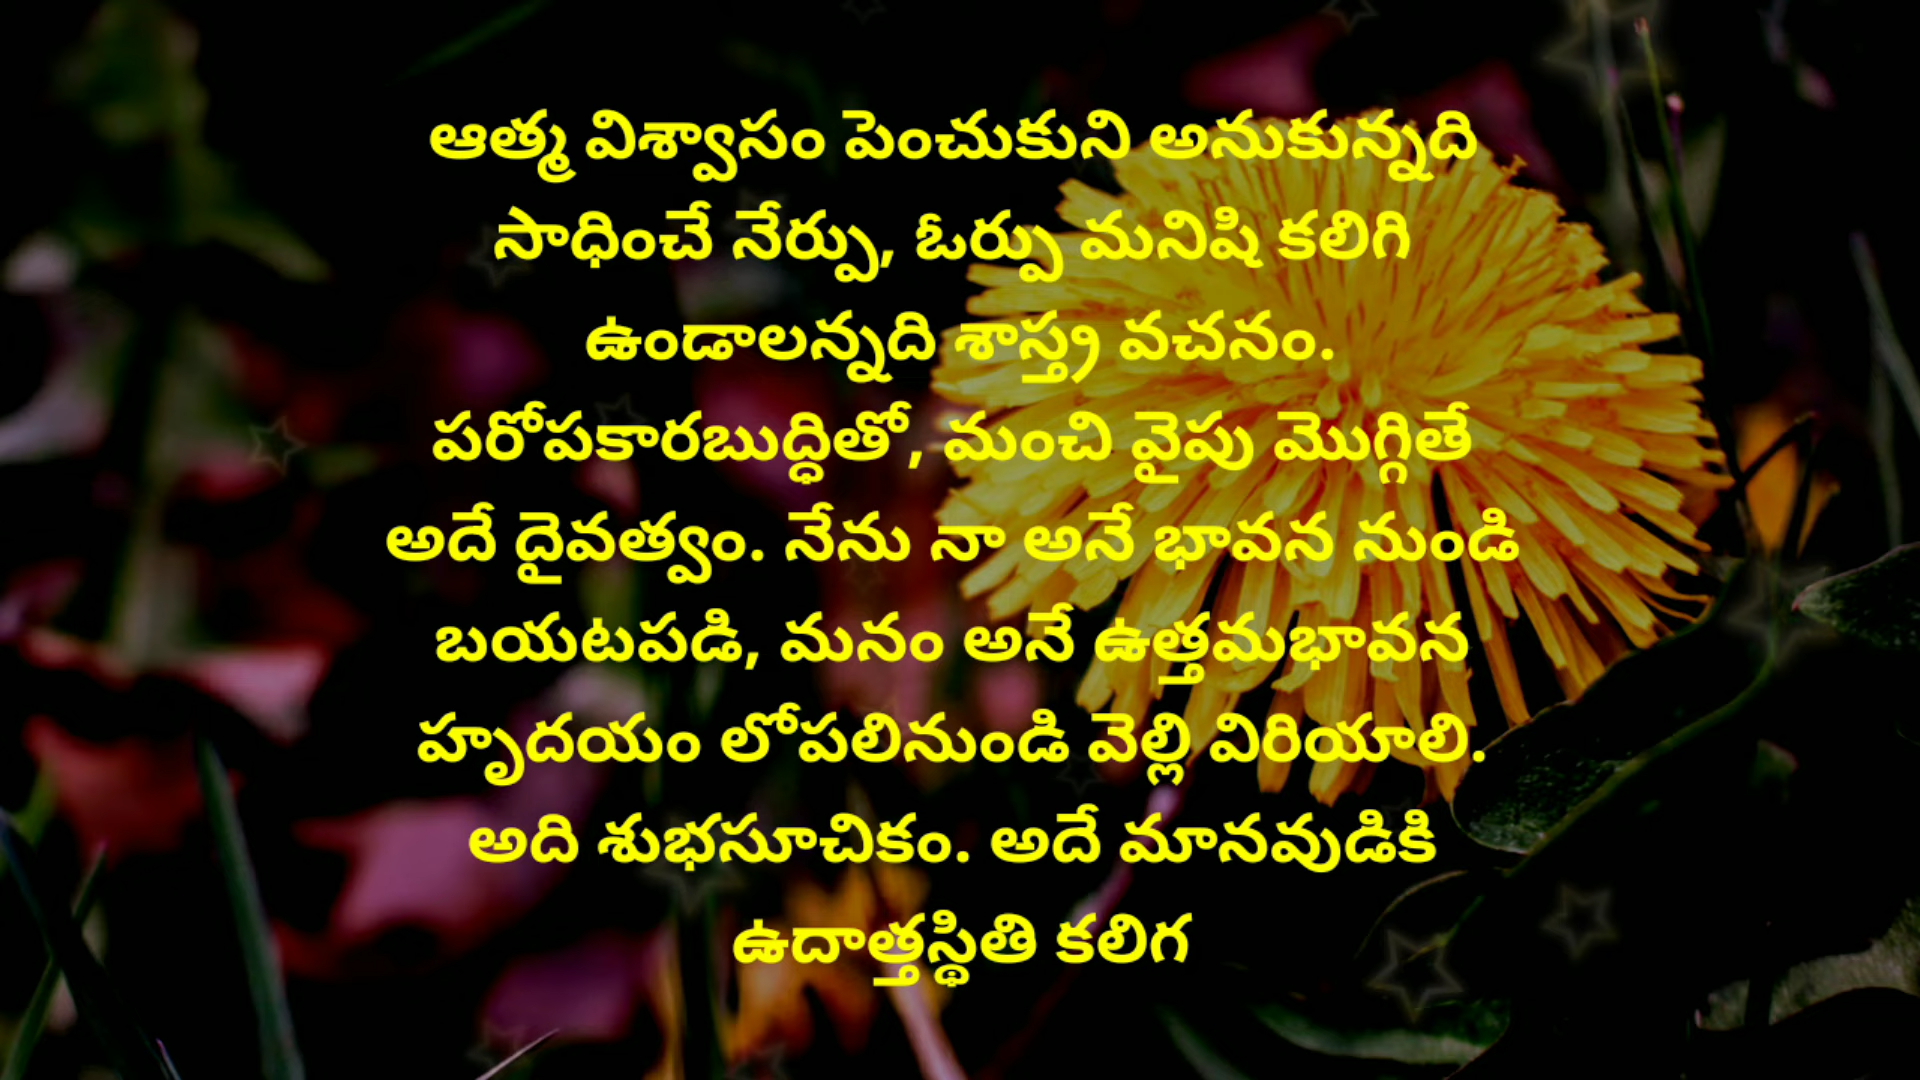 ఆత్మ విశ్వాసం పెంచుకుని అనుకున్నది
సాధించే నేర్పు, ఓర్పు మనిషి కలిగి
ఉండాలన్నది శాస్త్ర వచనం.
పరోపకారబుద్ధితో, మంచి వైపు మొగ్గితే
అదే దైవత్వం. నేను నా అనే భావన నుండి
బయటపడి, మనం అనే ఉత్తమభావన
హృదయం లోపలినుండి వెల్లి విరియాలి.
అది శుభసూచికం. అదే మానవుడికి
ఉదాత్తస్థితి కలిగ